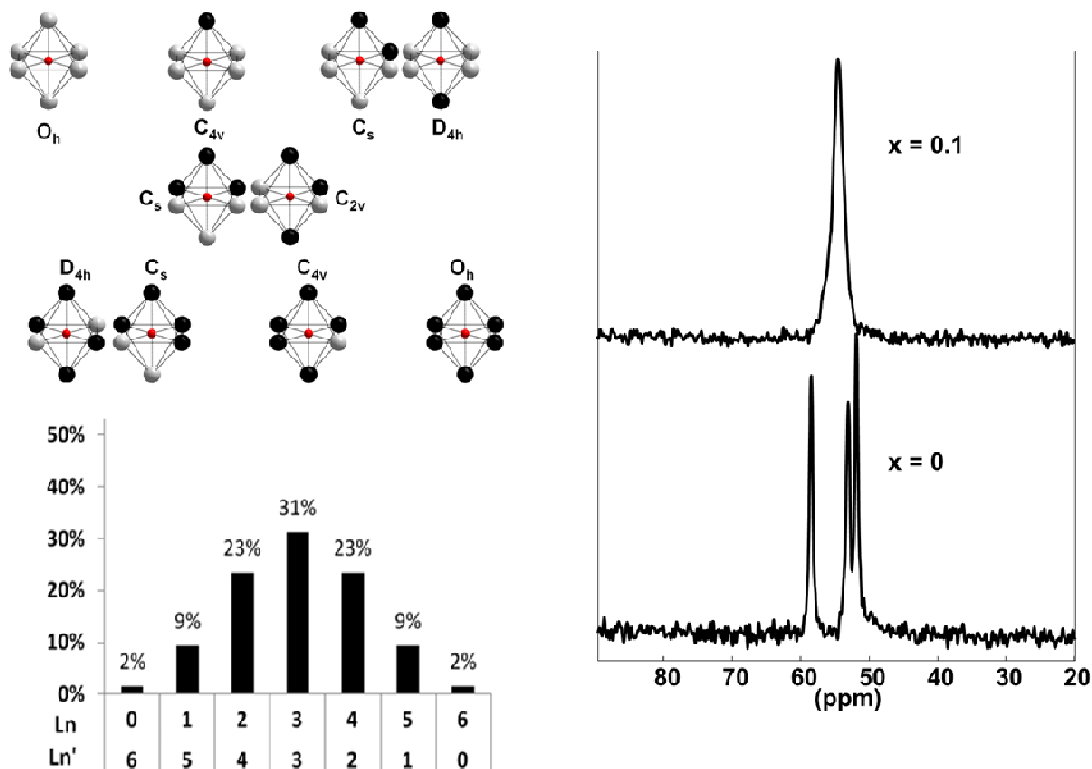 Oh
C4v
Cs
D4h
Cs
C2v
D4h
Cs
C4v
Oh
50%
40%
30%
20%
10%
0%
2%
9%
23%
31%
23%
9%
2%
Ln 0 1 2 3 4 5 6
Ln' 6 5 4 3 2 1 0
x = 0.1
x = 0
80 70 60 50 40 30 20
(ppm)